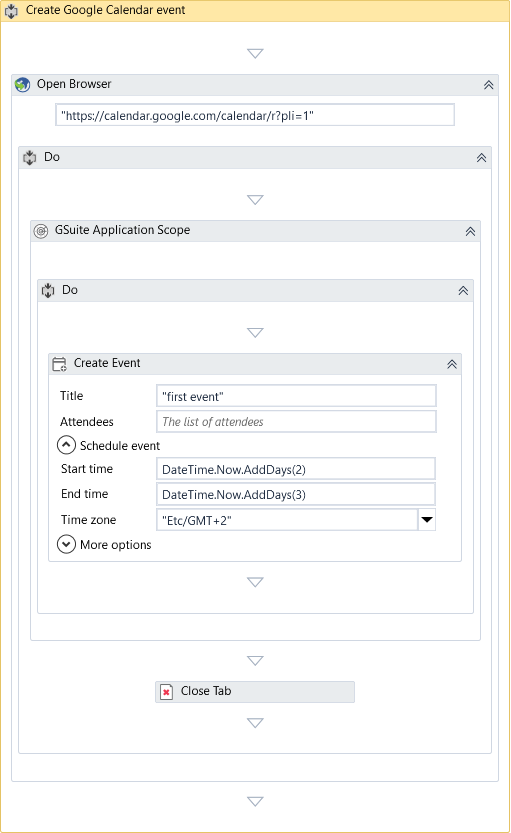 Create Google Calendar event
Open Browser
"https://calendar.google.com/calendar/r?pli=1"
Do
GSuite Application Scope
Do
Create Event
Title "first event"
Attendees The list of attendees
Schedule event
Start time DateTime.Now.AddDays(2)
End time DateTime.Now.AddDays(3)
Time zone "Etc/GMT+2"
More options
Close Tab